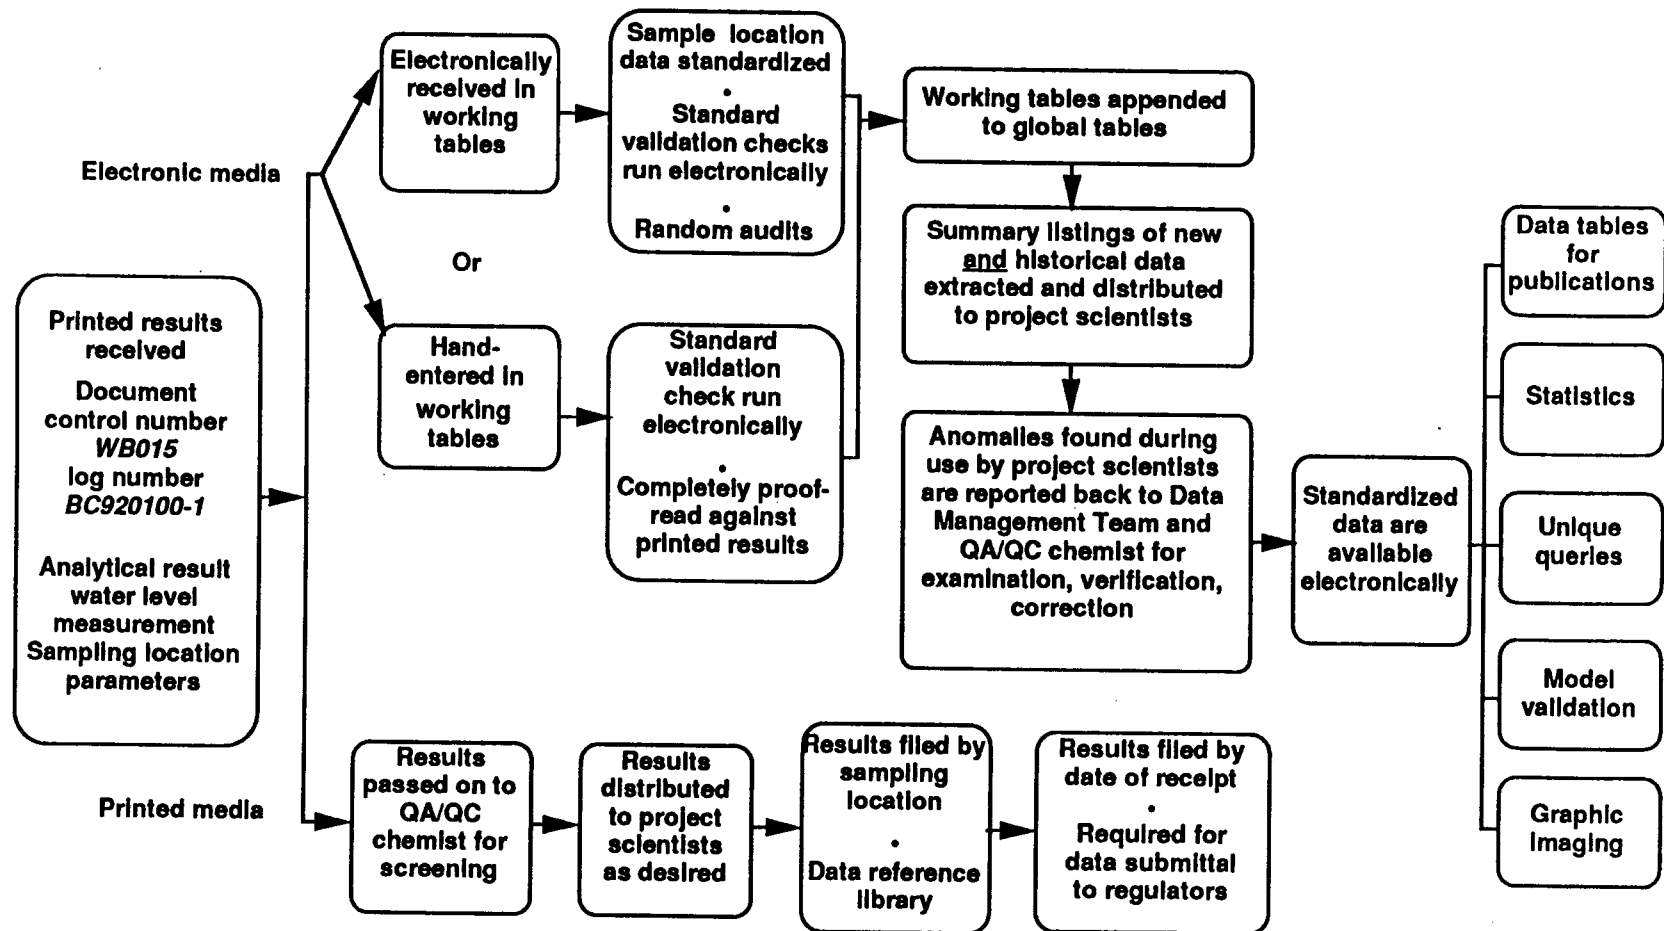 Electronic media
Printed results
received
Document
control number
WB015
log number
BC920100-1
Analytical result
water level
measurement
Sampling location
parameters
Printed media
Electronically
received in
working
tables
Or
Hand-
entered in
working
tables
Sample location
data standardized
•
Standard
validation checks
run electronically
•
Random audits
Standard
validation
check run
electronically
•
Completely proof-
read against
printed results
Working tables appended
to global tables
Summary listings of new
and historical data
extracted and distributed
to project scientists
Anomalies found during
use by project scientists
are reported back to Data
Management Team and
QA/QC chemist for
examination, verification,
correction
Standardized
data are
available
electronically
Data tables
for
publications
Statistics
Unique
queries
Model
validation
Graphic
imaging
Results
passed on to
QA/QC
chemist for
screening
Results
distributed
to project
scientists
as desired
Results filed by
sampling
location
•
Data reference
library
Results filed by
date of receipt
•
Required for
data submittal
to regulators